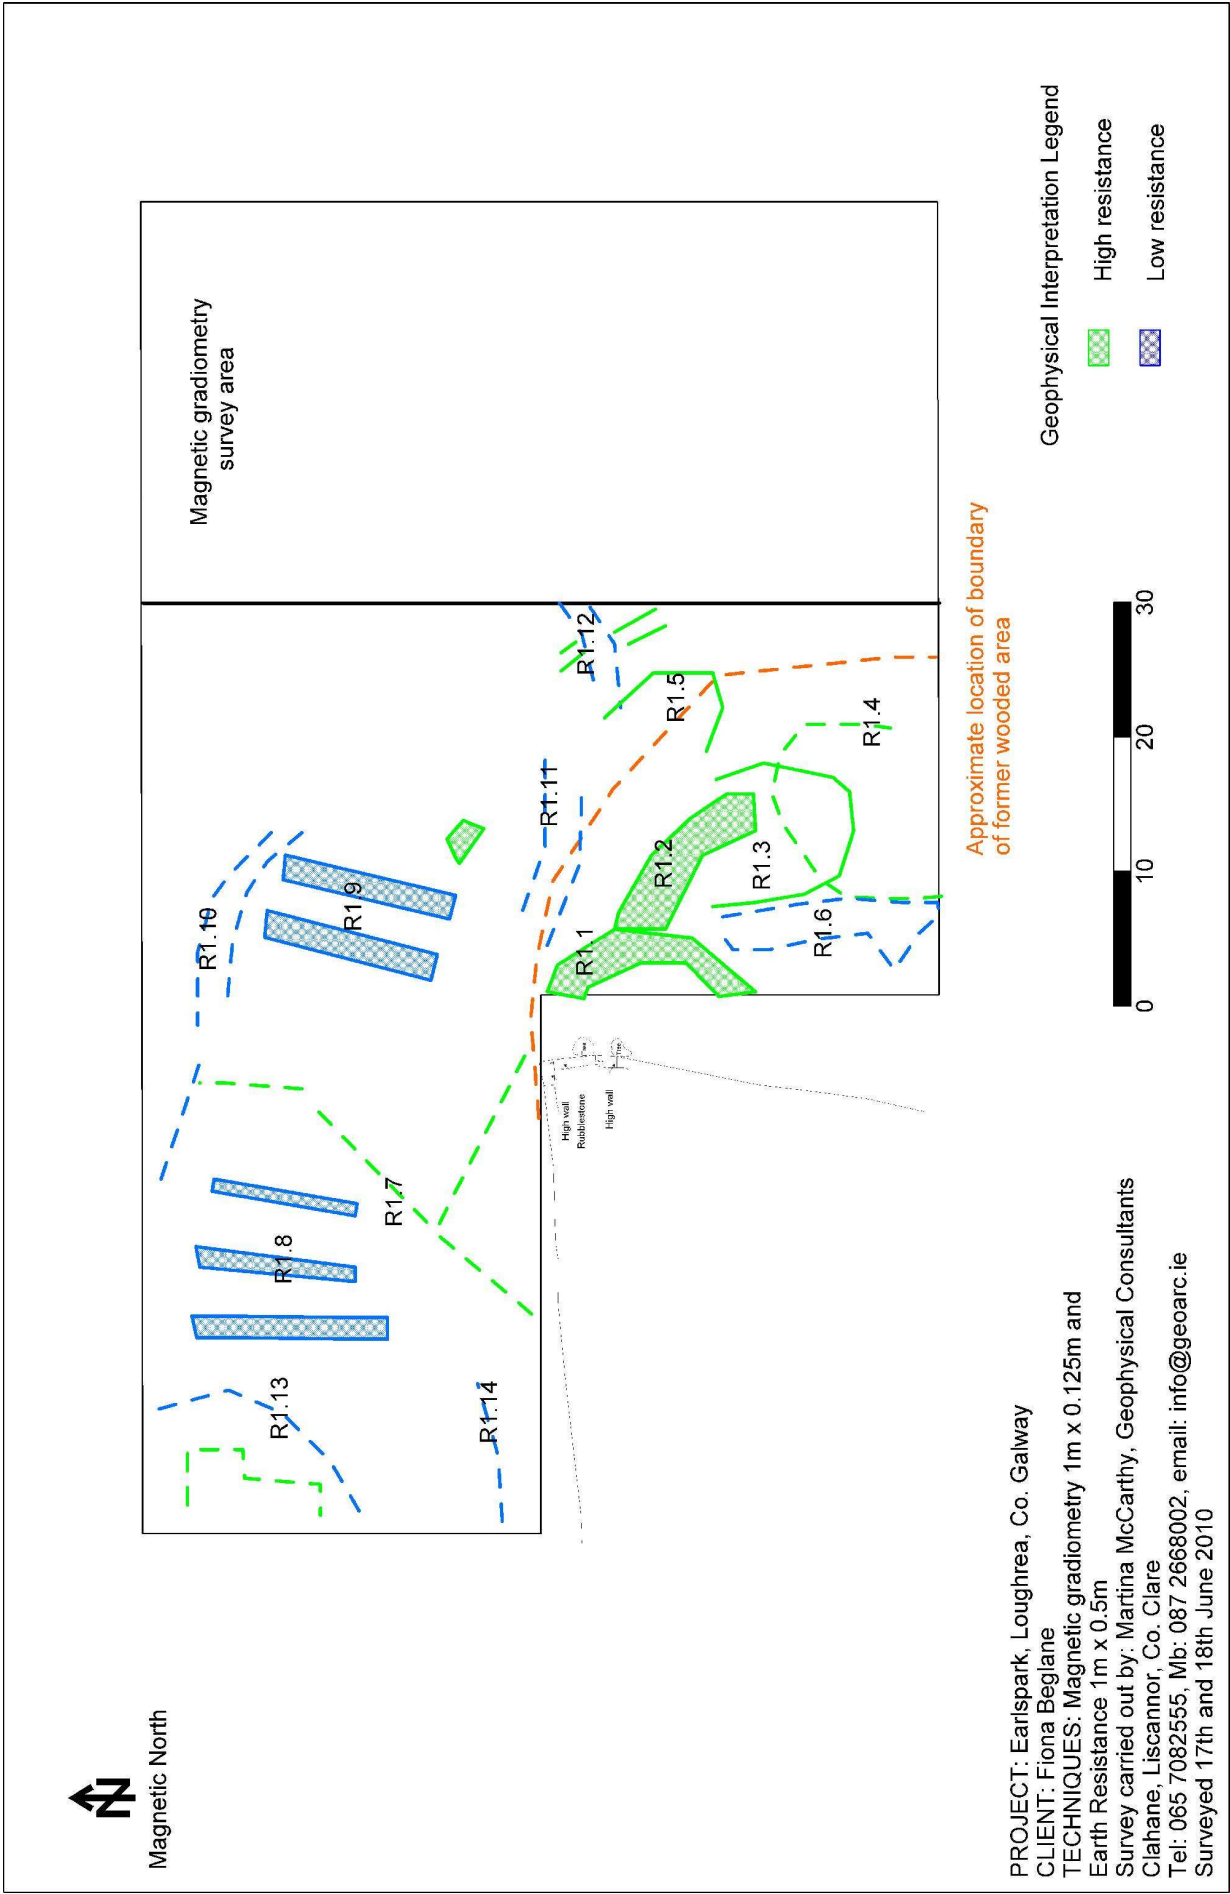 N
Magnetic North
Magnetic gradiometry
survey area
R1.10
R1.9
R1.8
R1.7
R1.13
R1.14
R1.12
R1.11
R1.5
R1.4
R1.2
R1.3
R1.1
R1.6
High wall
Rubblestone
High wall
Tree
Tree
Approximate location of boundary
of former wooded area
0
10
20
30
Geophysical Interpretation Legend
High resistance
Low resistance
PROJECT: Earlspark, Loughrea, Co. Galway
CLIENT: Fiona Beglane
TECHNIQUES: Magnetic gradiometry 1m x 0.125m and
Earth Resistance 1m x 0.5m
Survey carried out by: Martina McCarthy, Geophysical Consultants
Clahane, Liscannor, Co. Clare
Tel: 065 7082555, Mb: 087 2668002, email: info@geoarc.ie
Surveyed 17th and 18th June 2010